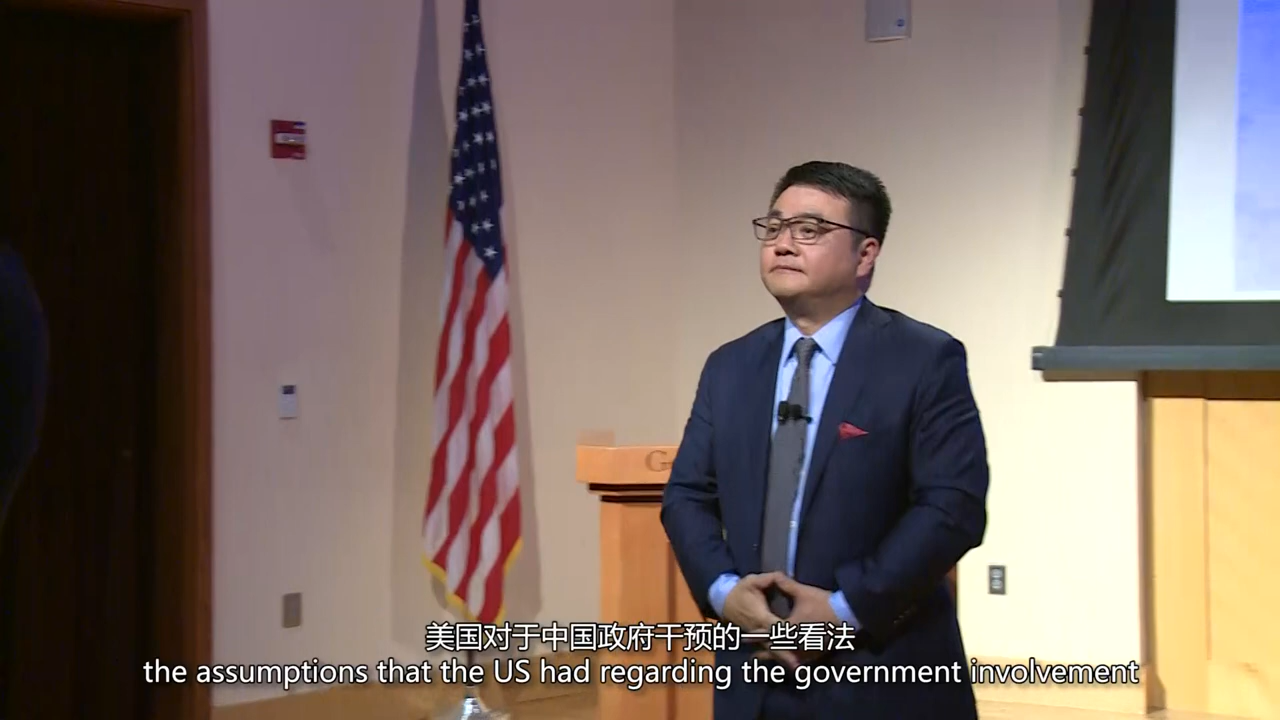 美国对于中国政府干预的一些看法
the assumptions that the US had regarding the government involvement